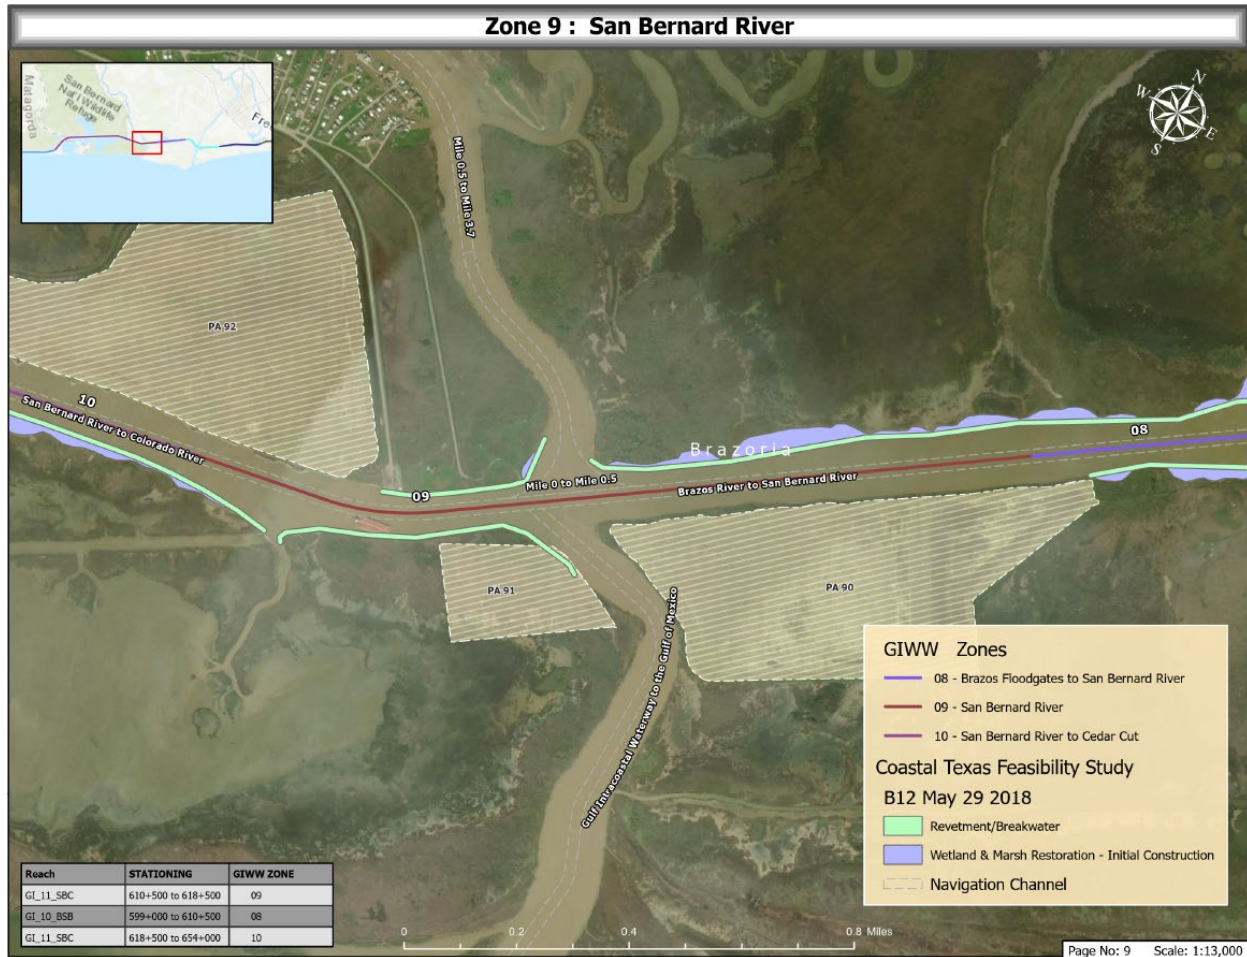 Zone 9 : San Bernard River
Matagorda
San Bernard
Nat'l Wildlife
Refuge
Fre
N
W
E
S
Mile 0.5 to Mile 3.7
PA 92
10
San Bernard River to Colorado River
09
Mile 0 to Mile 0.5
Brazoria
Brazos River to San Bernard River
08
PA 91
PA 90
Gulf Intracoastal Waterway to the Gulf of Mexico
GIWW Zones
08 - Brazos Floodgates to San Bernard River
09 - San Bernard River
10 - San Bernard River to Cedar Cut
Coastal Texas Feasibility Study
B12 May 29 2018
Revetment/Breakwater
Wetland & Marsh Restoration - Initial Construction
Navigation Channel
Reach STATIONING GIWW ZONE
GI_11_SBC 610+500 to 618+500 09
GI_10_BSB 599+000 to 610+500 08
GI_11_SBC 618+500 to 654+000 10
0 0.2 0.4 0.8 Miles
Page No: 9 Scale: 1:13,000